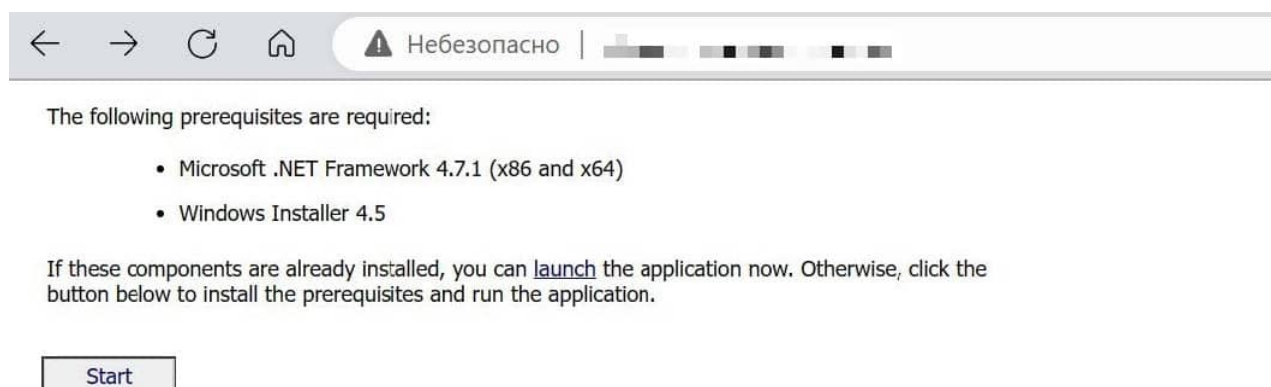 Небезопасно
The following prerequisites are required:
• Microsoft .NET Framework 4.7.1 (x86 and x64)
• Windows Installer 4.5
If these components are already installed, you can launch the application now. Otherwise, click the
button below to install the prerequisites and run the application.
Start